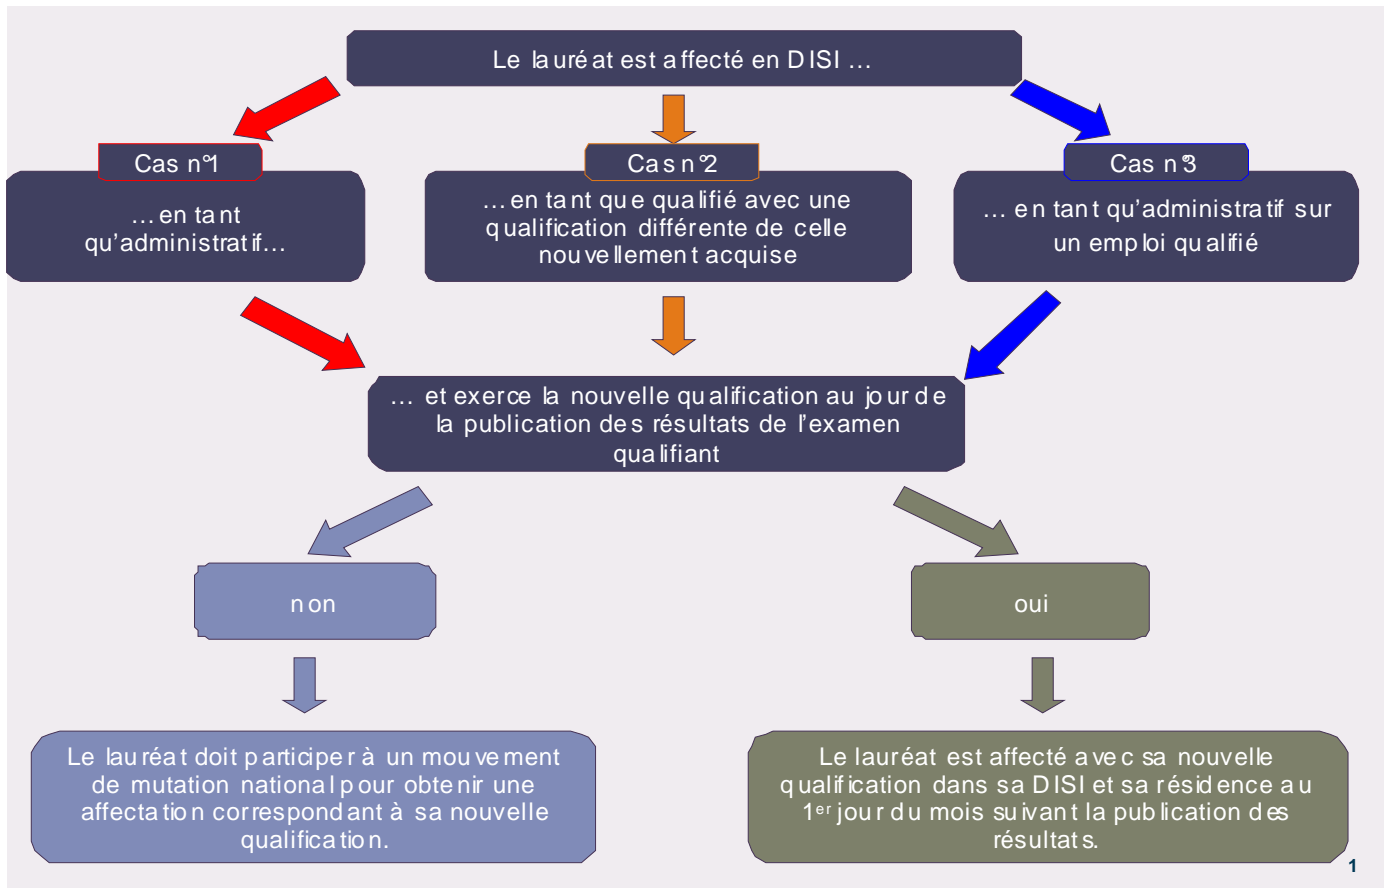 Le lauréat est affecté en DISI …
Cas n°1
Cas n°2
Cas n°3
… en tant
qu’administratif…
… en tant que qualifié avec une
qualification différente de celle
nouvellement acquise
… en tant qu’administratif sur
un emploi qualifié
… et exerce la nouvelle qualification au jour de
la publication des résultats de l’examen
qualifiant
non
oui
Le lauréat doit participer à un mouvement
de mutation national pour obtenir une
affectation correspondant à sa nouvelle
qualification.
Le lauréat est affecté avec sa nouvelle
qualification dans sa DISI et sa résidence au
1er jour du mois suivant la publication des
résultats.
1